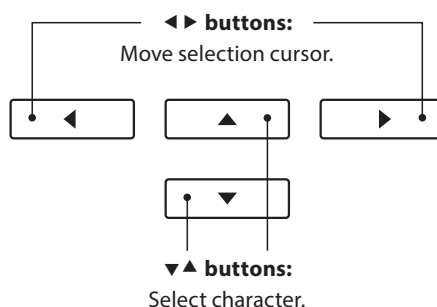 ◀▶ buttons:
Move selection cursor.
◀
▲
▶
▼
▼▲ buttons:
Select character.